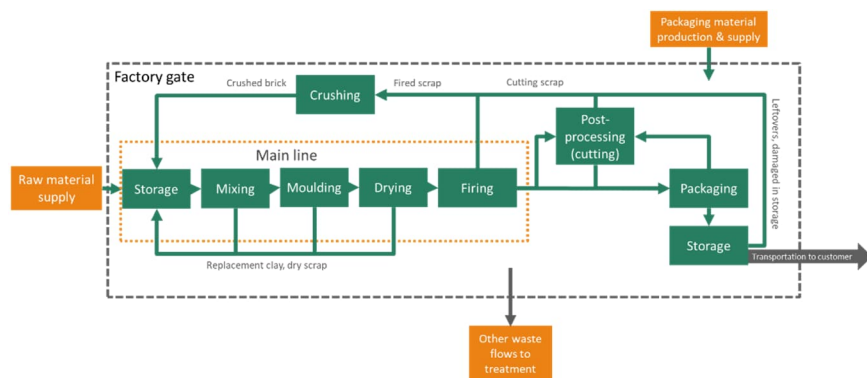 Packaging material
production & supply
Factory gate
Crushed brick
Crushing
Fired scrap
Cutting scrap
Leftovers, damaged in storage
Post-
processing
(cutting)
Main line
Raw material
supply
Storage
Mixing
Moulding
Drying
Firing
Packaging
Storage
Transportation to customer
Replacement clay, dry scrap
Other waste
flows to
treatment